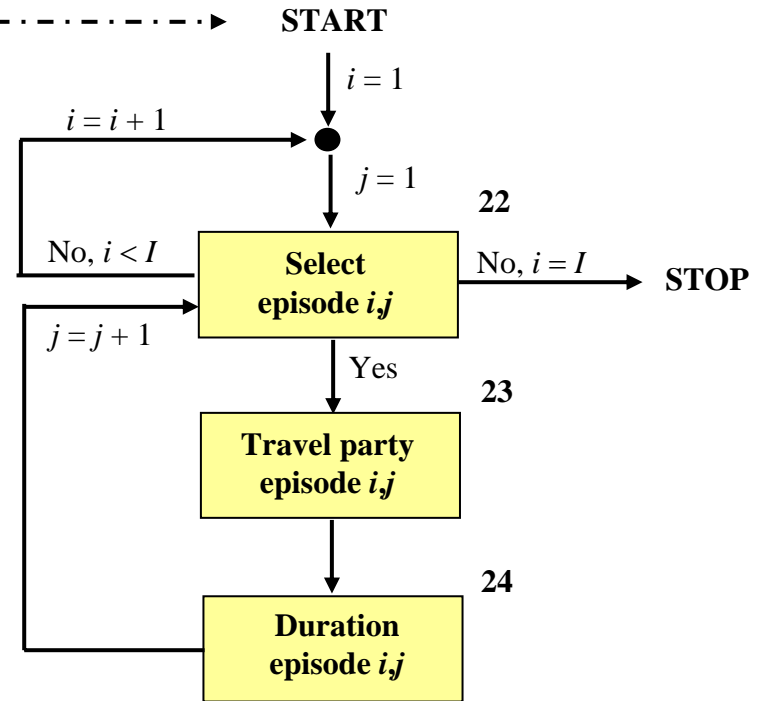 START
i = 1
i = i + 1
j = 1
22
No, i < I
Select
episode i,j
No, i = I
STOP
j = j + 1
Yes
23
Travel party
episode i,j
24
Duration
episode i,j